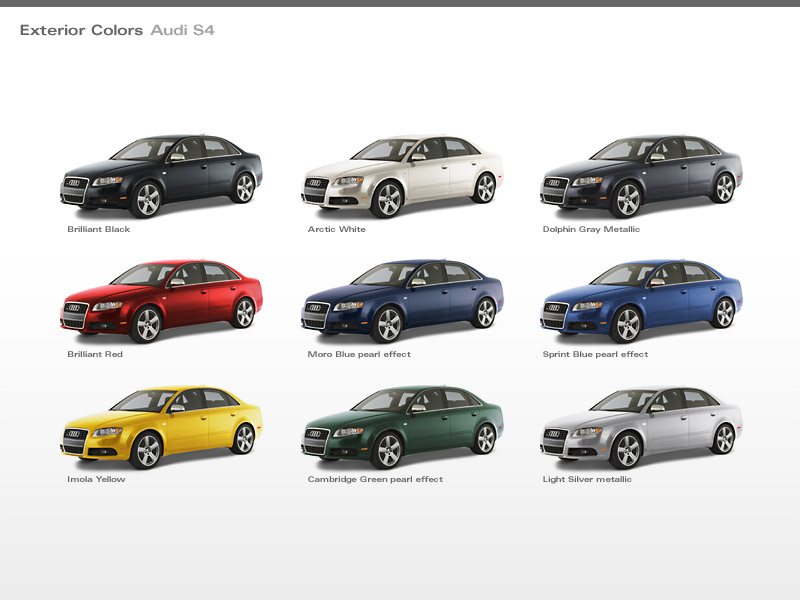 Exterior Colors Audi S4
Brilliant Black
Arctic White
Dolphin Gray Metallic
Brilliant Red
Moro Blue pearl effect
Sprint Blue pearl effect
Imola Yellow
Cambridge Green pearl effect
Light Silver metallic